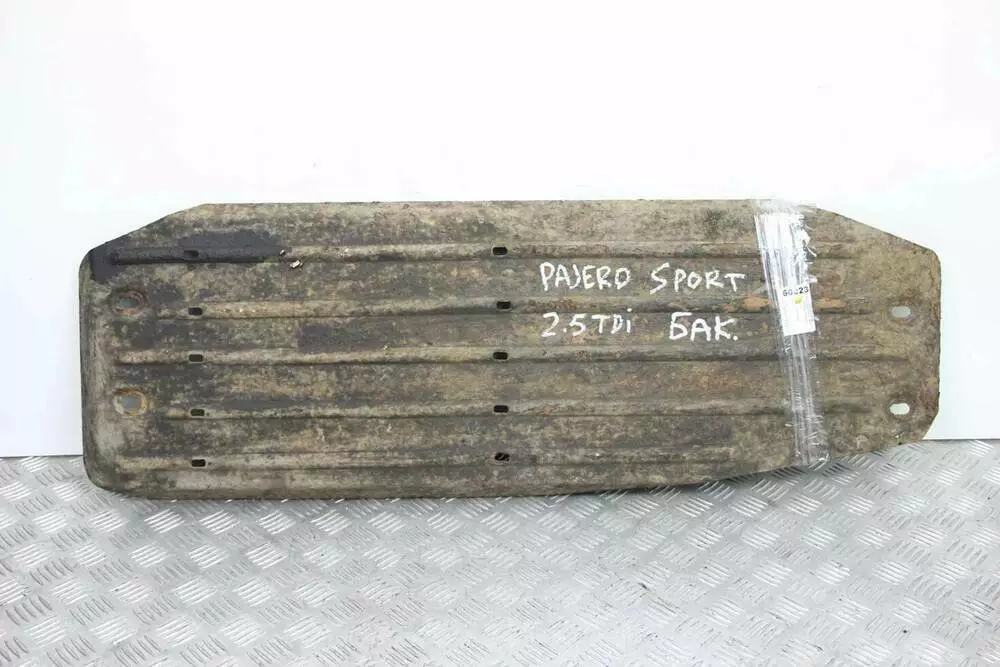 PAJERO SPORT
2.5TDi БАК.